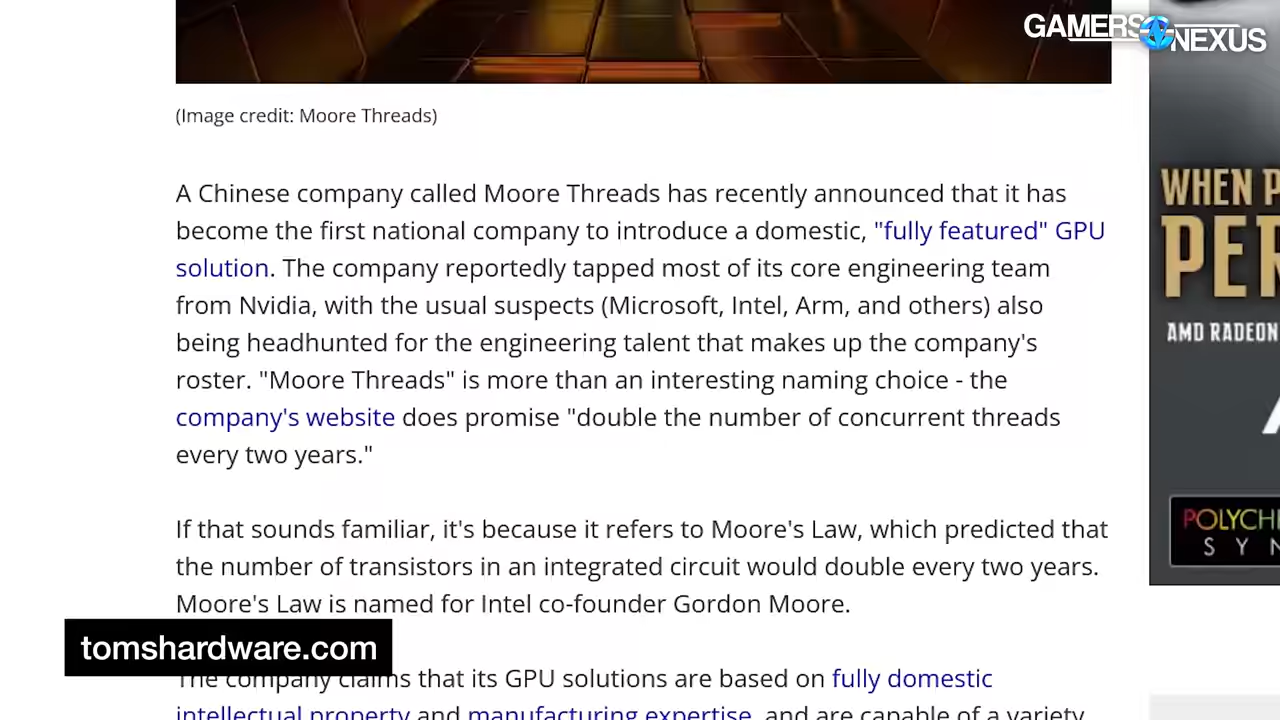 GAMERS NEXUS
(Image credit: Moore Threads)
A Chinese company called Moore Threads has recently announced that it has
become the first national company to introduce a domestic, "fully featured" GPU
solution. The company reportedly tapped most of its core engineering team
from Nvidia, with the usual suspects (Microsoft, Intel, Arm, and others) also
being headhunted for the engineering talent that makes up the company's
roster. "Moore Threads" is more than an interesting naming choice - the
company's website does promise "double the number of concurrent threads
every two years."
If that sounds familiar, it's because it refers to Moore's Law, which predicted that
the number of transistors in an integrated circuit would double every two years.
Moore's Law is named for Intel co-founder Gordon Moore.
The company claims that its GPU solutions are based on fully domestic
intellectual property and manufacturing expertise, and are capable of a variety
tomshardware.com
WHEN P
PER
AMD RADEON
POLYCH
SYN